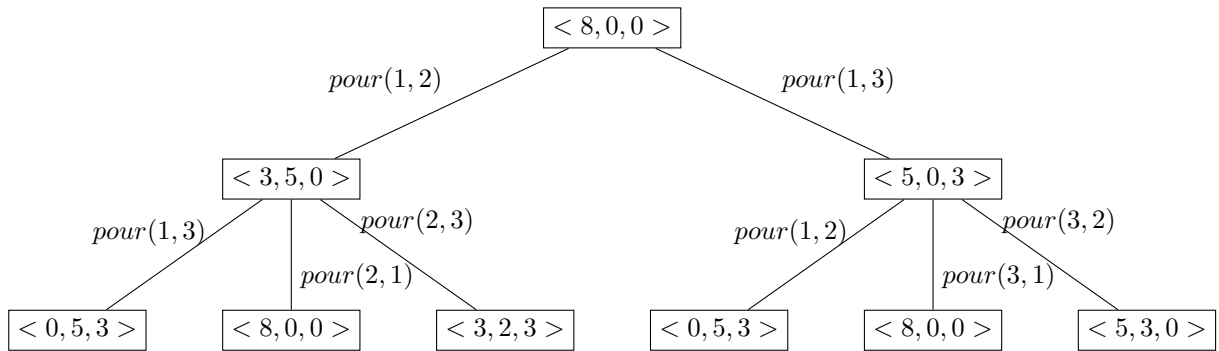 < 8, 0, 0 >
pour(1, 2)
pour(1, 3)
< 3, 5, 0 >
< 5, 0, 3 >
pour(1, 3)
pour(2, 3)
pour(2, 1)
pour(1, 2)
pour(3, 2)
pour(3, 1)
< 0, 5, 3 >
< 8, 0, 0 >
< 3, 2, 3 >
< 0, 5, 3 >
< 8, 0, 0 >
< 5, 3, 0 >